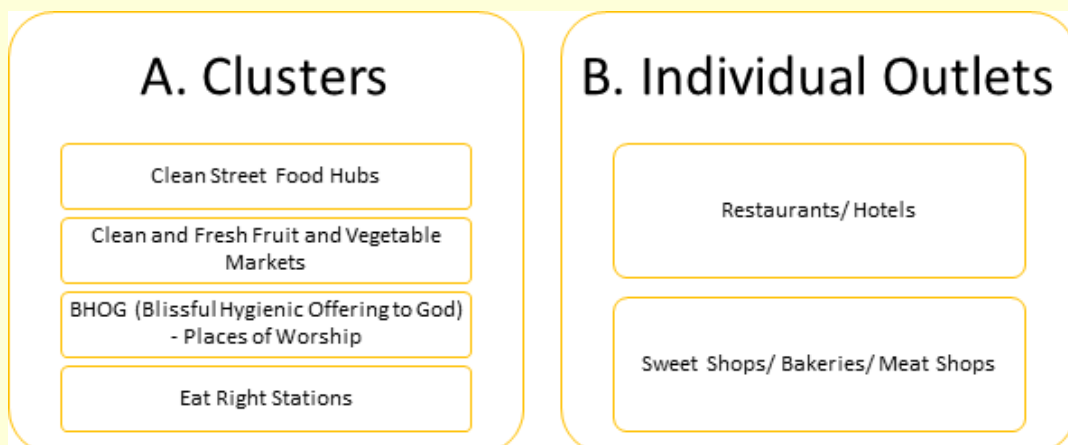 A. Clusters
Clean Street Food Hubs
Clean and Fresh Fruit and Vegetable
Markets
BHOG (Blissful Hygienic Offering to God)
- Places of Worship
Eat Right Stations
B. Individual Outlets
Restaurants/ Hotels
Sweet Shops/ Bakeries/ Meat Shops